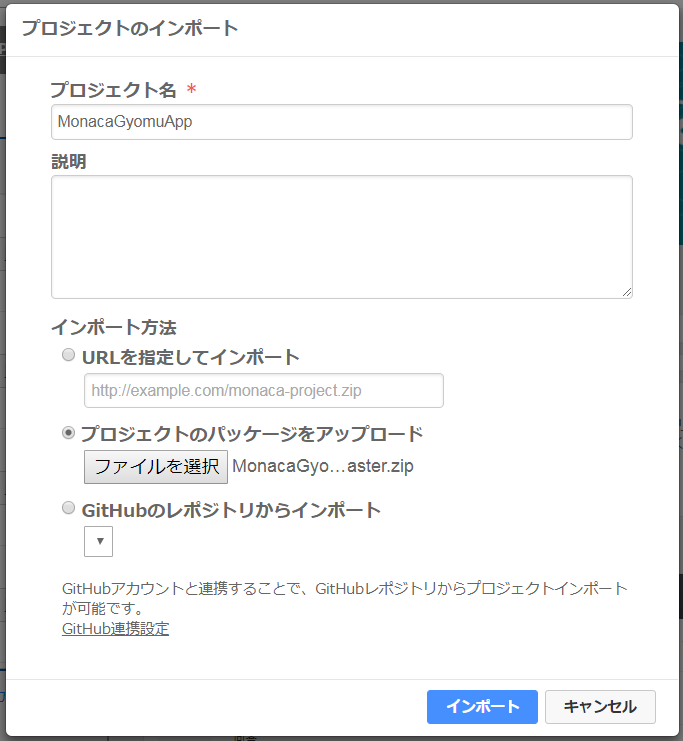 プロジェクトのインポート
プロジェクト名 *
MonacaGyomuApp
説明
インポート方法
URLを指定してインポート
http://example.com/monaca-project.zip
プロジェクトのパッケージをアップロード
ファイルを選択 MonacaGyo…aster.zip
GitHubのレポジトリからインポート
GitHubアカウントと連携することで、GitHubレポジトリからプロジェクトインポート
が可能です。
GitHub連携設定
インポート キャンセル